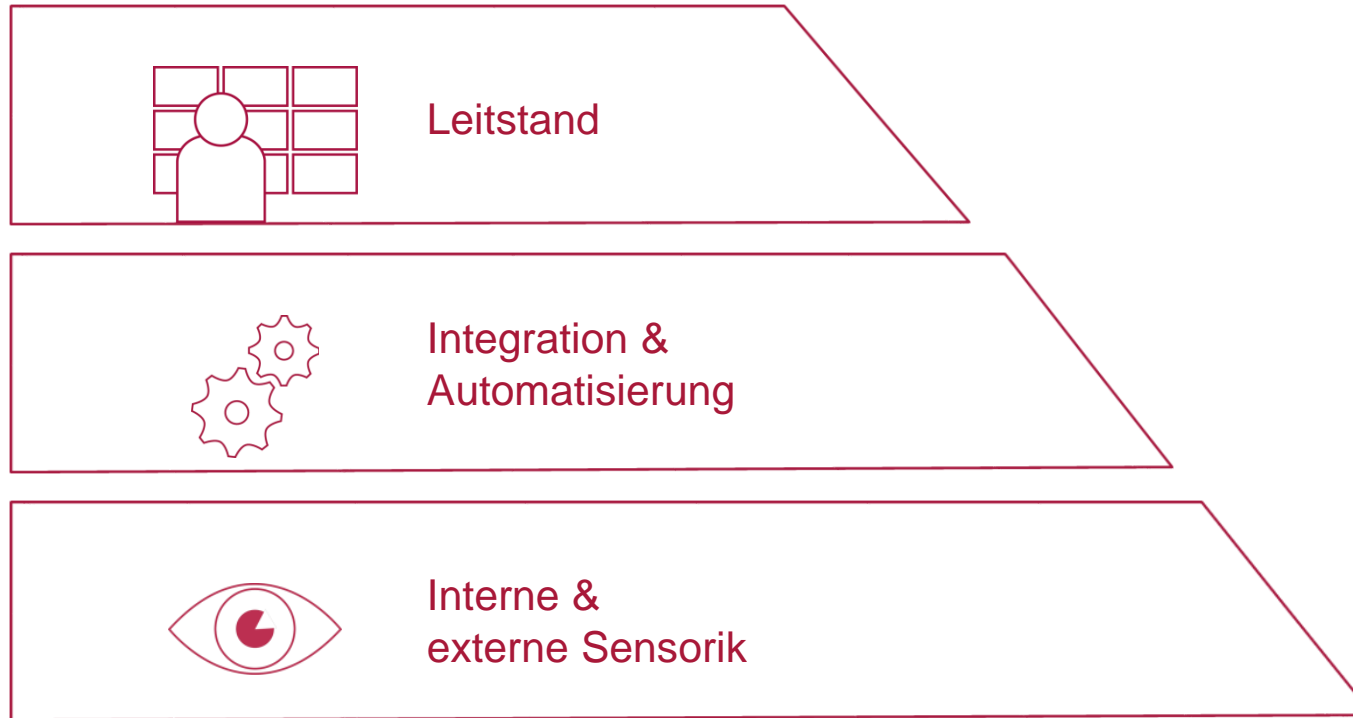 Leitstand
Integration &
Automatisierung
Interne &
externe Sensorik